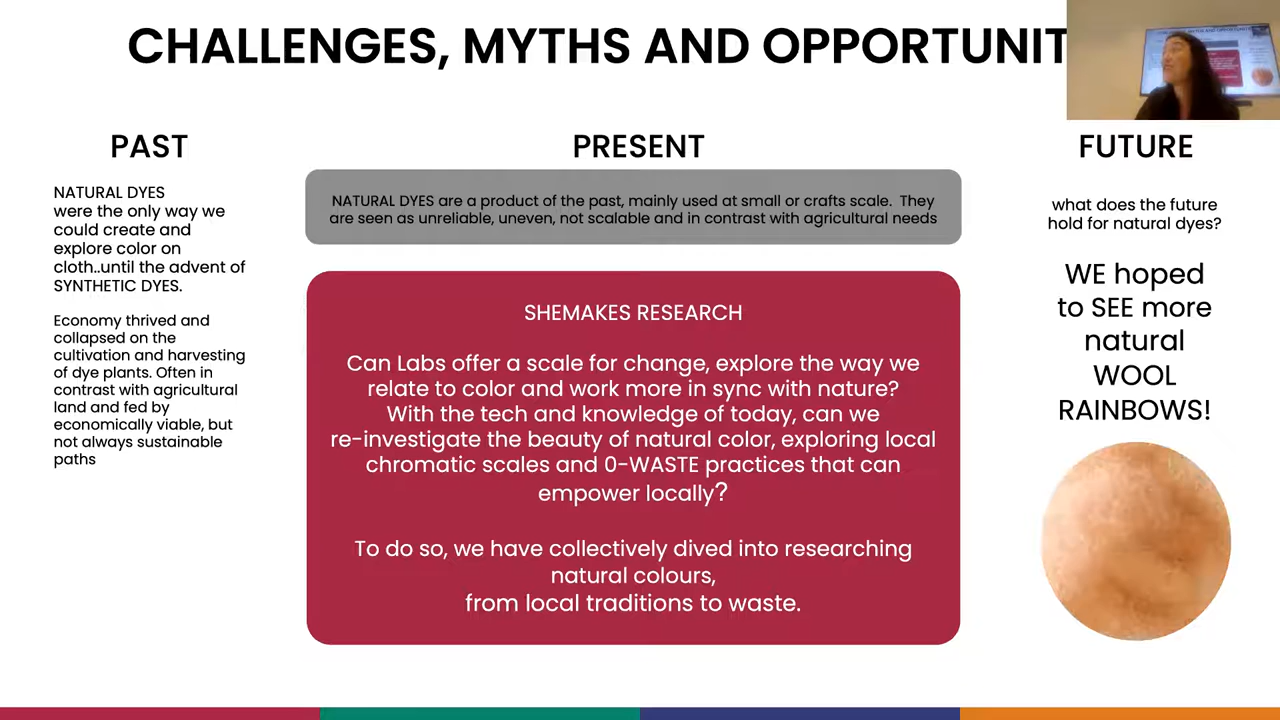 CHALLENGES, MYTHS AND OPPORTUNIT
PAST
NATURAL DYES
were the only way we
could create and
explore color on
cloth..until the advent of
SYNTHETIC DYES.
Economy thrived and
collapsed on the
cultivation and harvesting
of dye plants. Often in
contrast with agricultural
land and fed by
economically viable, but
not always sustainable
paths
PRESENT
NATURAL DYES are a product of the past, mainly used at small or crafts scale. They
are seen as unreliable, uneven, not scalable and in contrast with agricultural needs
SHEMAKES RESEARCH
Can Labs offer a scale for change, explore the way we
relate to color and work more in sync with nature?
With the tech and knowledge of today, can we
re-investigate the beauty of natural color, exploring local
chromatic scales and 0-WASTE practices that can
empower locally?
To do so, we have collectively dived into researching
natural colours,
from local traditions to waste.
FUTURE
what does the future
hold for natural dyes?
WE hoped
to SEE more
natural
WOOL
RAINBOWS!